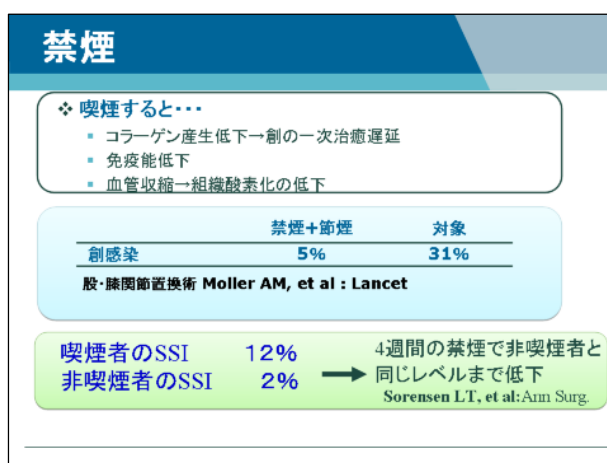 禁煙
❖ 喫煙すると･･･
▪ コラーゲン産生低下→創の一次治癒遅延
▪ 免疫能低下
▪ 血管収縮→組織酸素化の低下
禁煙+節煙 対象
創感染 5% 31%
股･膝関節置換術 Moller AM, et al : Lancet
喫煙者のSSI 12%
非喫煙者のSSI 2%
4週間の禁煙で非喫煙者と
同じレベルまで低下
Sorensen LT, et al:Ann Surg.